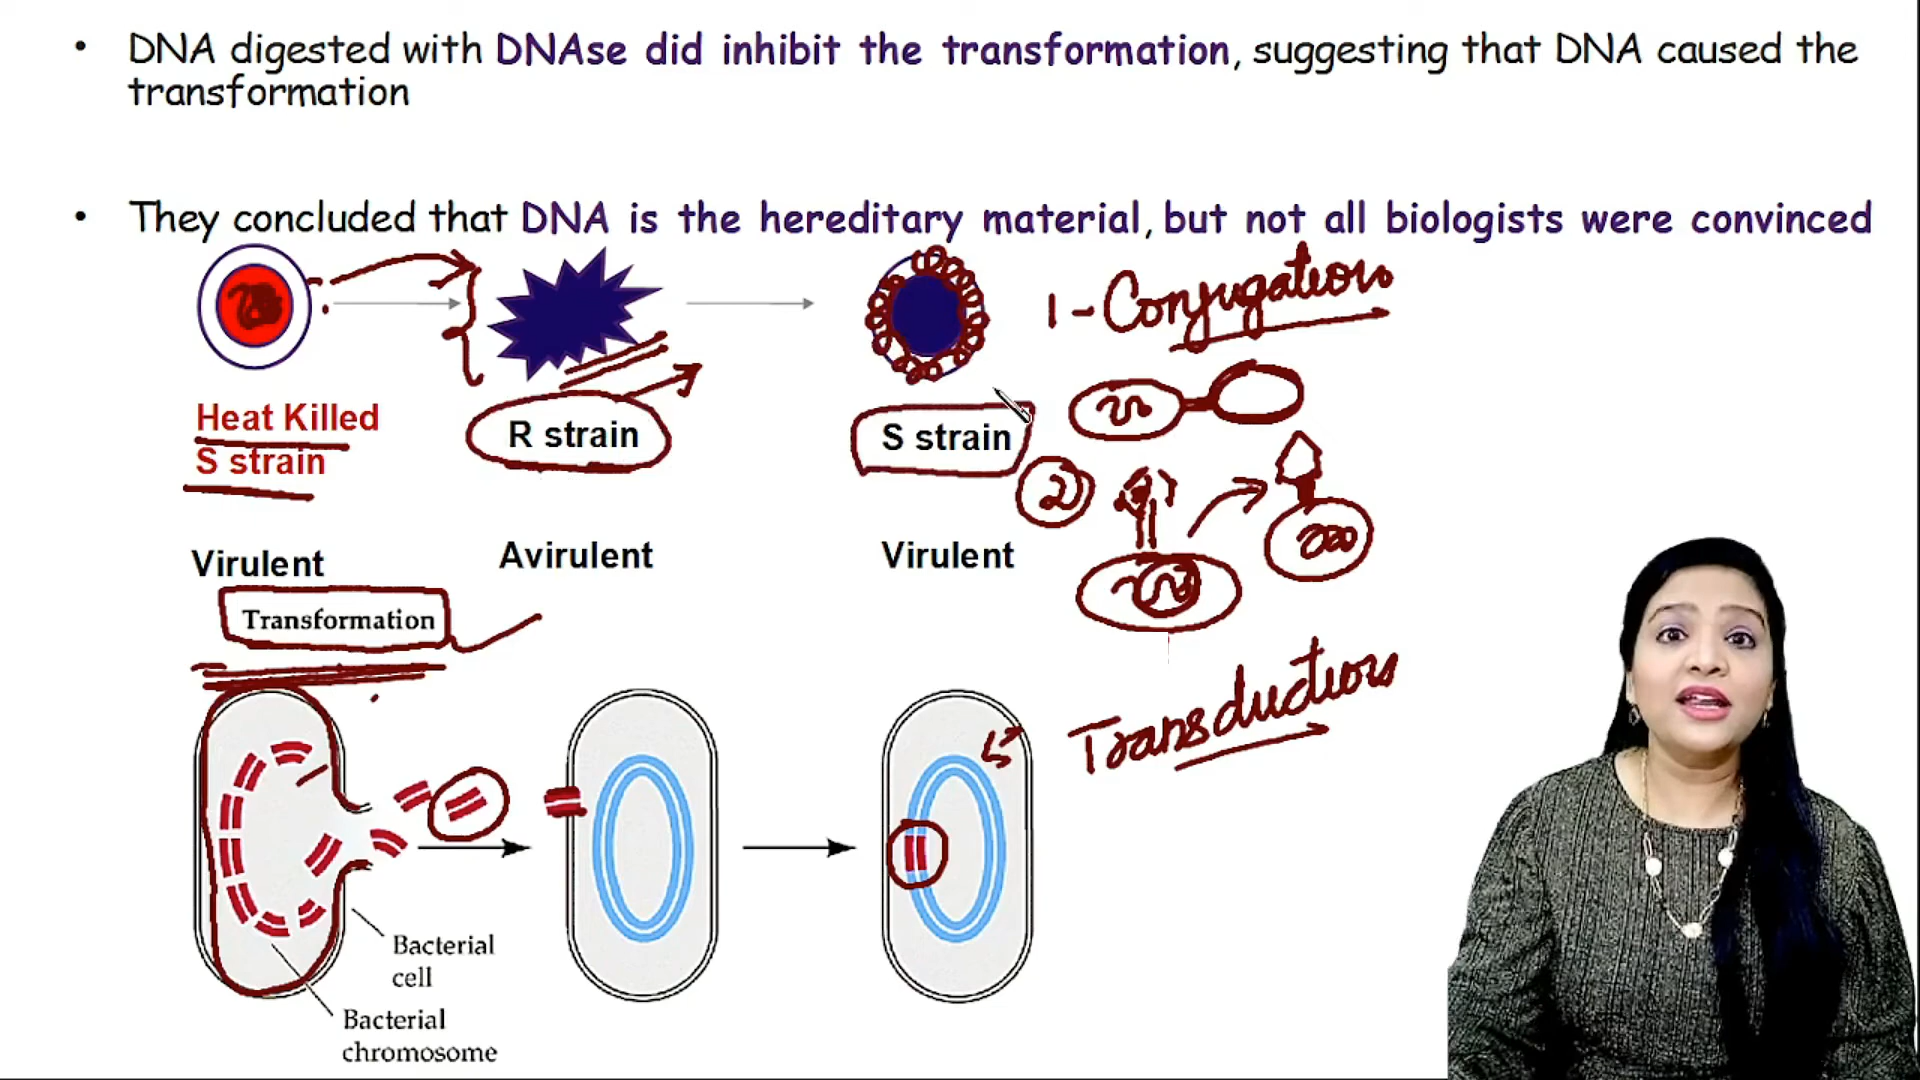 • DNA digested with DNAse did inhibit the transformation, suggesting that DNA caused the
transformation
• They concluded that DNA is the hereditary material, but not all biologists were convinced
1 - Conjugation
Heat Killed
S strain
R strain
S strain
2
Virulent
Avirulent
Virulent
Transformation
Transduction
Bacterial
cell
Bacterial
chromosome